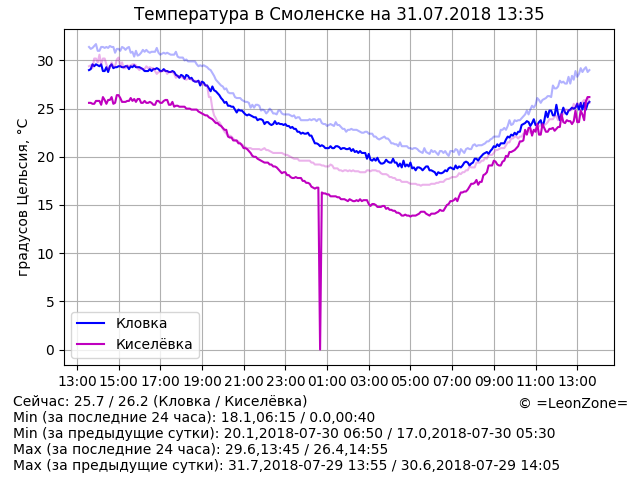 Температура в Смоленске на 31.07.2018 13:35
градусов Цельсия, °C
30
25
20
15
10
5
0
Кловка
Киселёвка
13:00 15:00 17:00 19:00 21:00 23:00 01:00 03:00 05:00 07:00 09:00 11:00 13:00
Сейчас: 25.7 / 26.2 (Кловка / Киселёвка)
© =LeonZone=
Min (за последние 24 часа): 18.1,06:15 / 0.0,00:40
Min (за предыдущие сутки): 20.1,2018-07-30 06:50 / 17.0,2018-07-30 05:30
Max (за последние 24 часа): 29.6,13:45 / 26.4,14:55
Max (за предыдущие сутки): 31.7,2018-07-29 13:55 / 30.6,2018-07-29 14:05